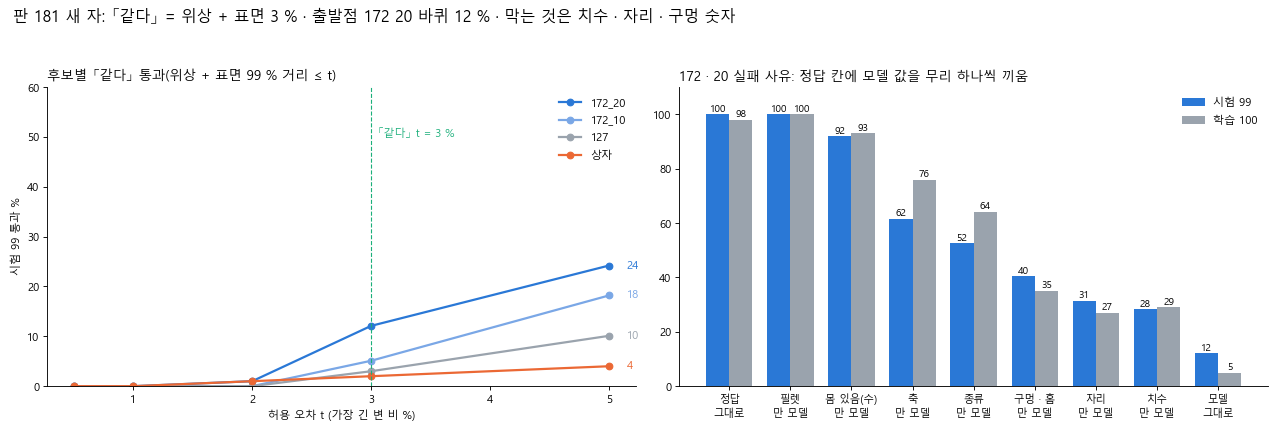 판 181 새 자: 「같다」 = 위상 + 표면 3 % · 출발점 172 20 바퀴 12 % · 막는 것은 치수 · 자리 · 구멍 숫자
후보별 「같다」 통과(위상 + 표면 99 % 거리 ≤ t)
60
50
40
30
20
10
0
시험 99 통과 %
「같다」 t = 3 %
172_20
172_10
127
상자
24
18
10
4
1
2
3
4
5
허용 오차 t (가장 긴 변 비 %)
172 · 20 실패 사유: 정답 칸에 모델 값을 무리 하나씩 끼움
시험 99
학습 100
100
80
60
40
20
0
100
98
100
100
92
93
62
76
52
64
40
35
31
27
28
29
12
5
정답
그대로
필렛
만 모델
몸 있음(수)
만 모델
축
만 모델
종류
만 모델
구멍 · 홈
만 모델
자리
만 모델
치수
만 모델
모델
그대로